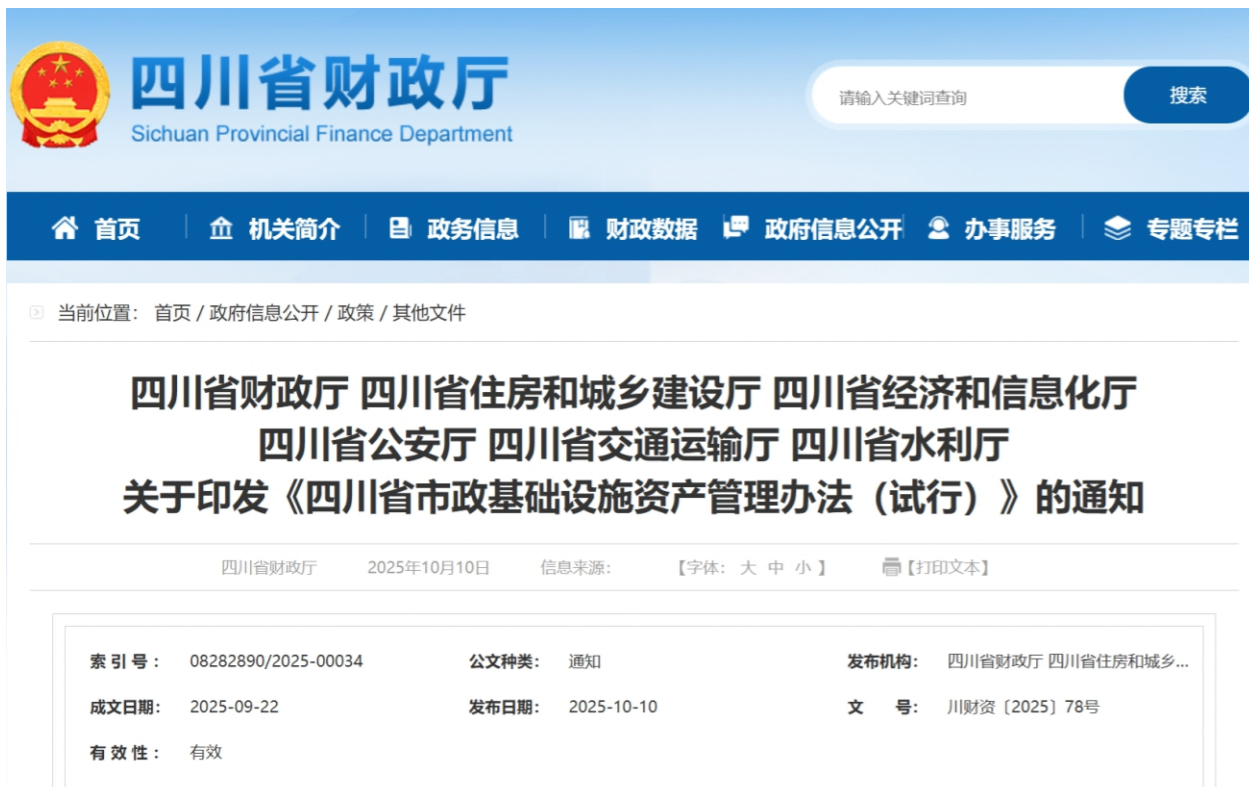 四川省财政厅
Sichuan Provincial Finance Department
请输入关键词查询 搜索
首页 机关简介 政务信息 财政数据 政府信息公开 办事服务 专题专栏
当前位置： 首页 / 政府信息公开 / 政策 / 其他文件
四川省财政厅 四川省住房和城乡建设厅 四川省经济和信息化厅
四川省公安厅 四川省交通运输厅 四川省水利厅
关于印发《四川省市政基础设施资产管理办法（试行）》的通知
四川省财政厅 2025年10月10日 信息来源： 【字体：大 中 小】 【打印文本】
索 引 号： 08282890/2025-00034 公文种类： 通知 发布机构： 四川省财政厅 四川省住房和城乡...
成文日期： 2025-09-22 发布日期： 2025-10-10 文 号： 川财资〔2025〕78号
有 效 性： 有效